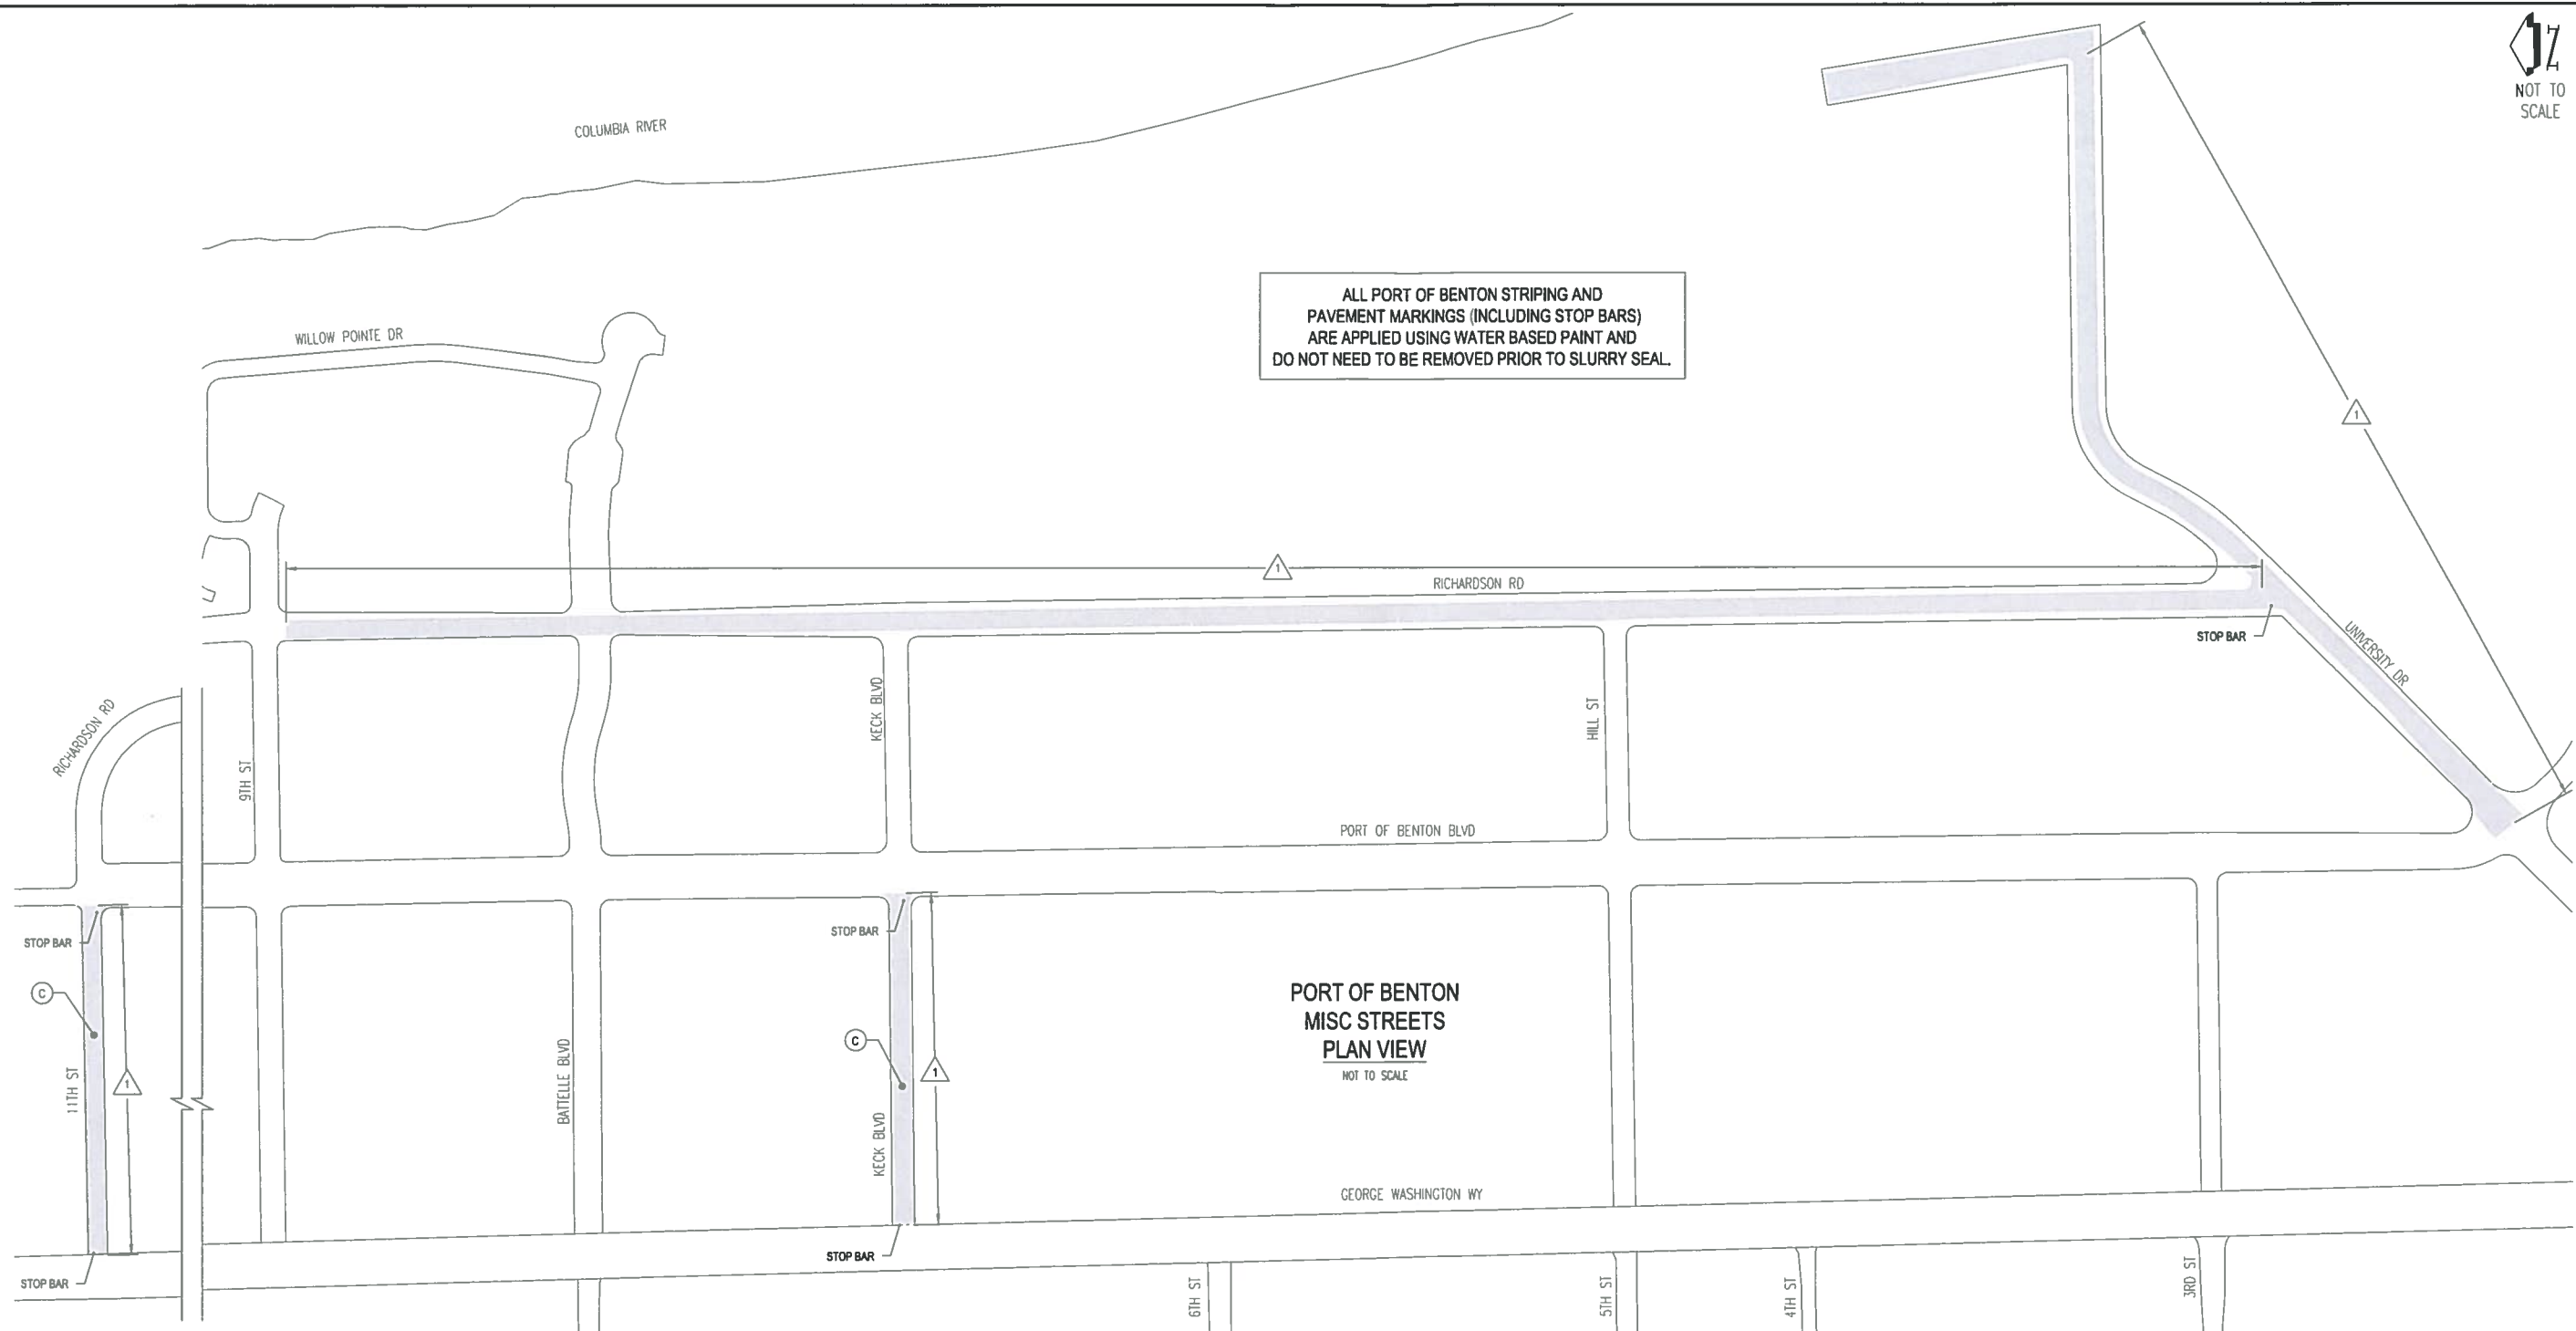 N
NOT TO
SCALE
COLUMBIA RIVER
ALL PORT OF BENTON STRIPING AND
PAVEMENT MARKINGS (INCLUDING STOP BARS)
ARE APPLIED USING WATER BASED PAINT AND
DO NOT NEED TO BE REMOVED PRIOR TO SLURRY SEAL.
WILLOW POINTE DR
1
1
RICHARDSON RD
STOP BAR
UNIVERSITY DR
RICHARDSON RD
9TH ST
KECK BLVD
HILL ST
PORT OF BENTON BLVD
STOP BAR
STOP BAR
C
C
PORT OF BENTON
MISC STREETS
PLAN VIEW
NOT TO SCALE
11TH ST
1
BATTELLE BLVD
1
KECK BLVD
GEORGE WASHINGTON WY
STOP BAR
STOP BAR
6TH ST
5TH ST
4TH ST
3RD ST